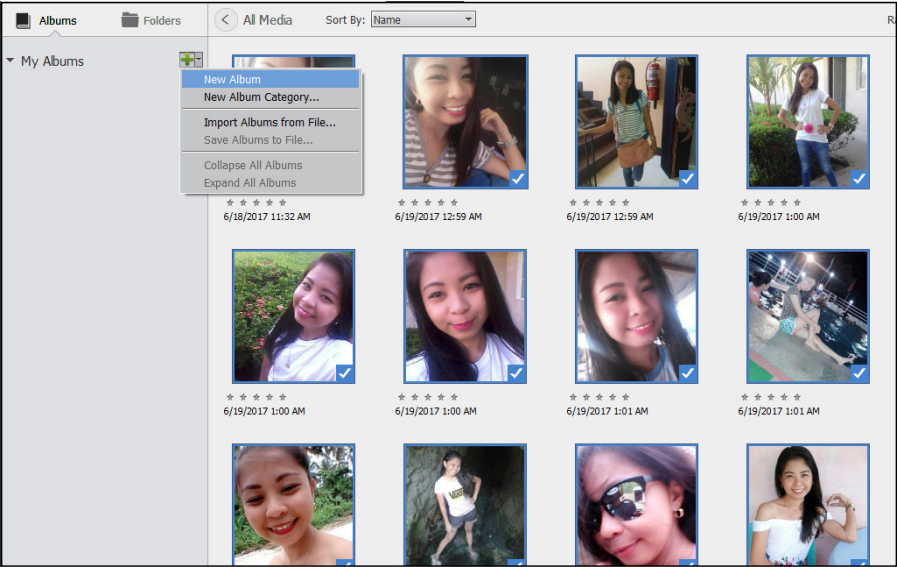 Albums Folders All Media Sort By: Name
My Albums
New Album
New Album Category...
Import Albums from File...
Save Albums to File...
Collapse All Albums
Expand All Albums
6/18/2017 11:32 AM 6/19/2017 12:59 AM 6/19/2017 12:59 AM 6/19/2017 1:00 AM
6/19/2017 1:00 AM 6/19/2017 1:00 AM 6/19/2017 1:01 AM 6/19/2017 1:01 AM
VANS